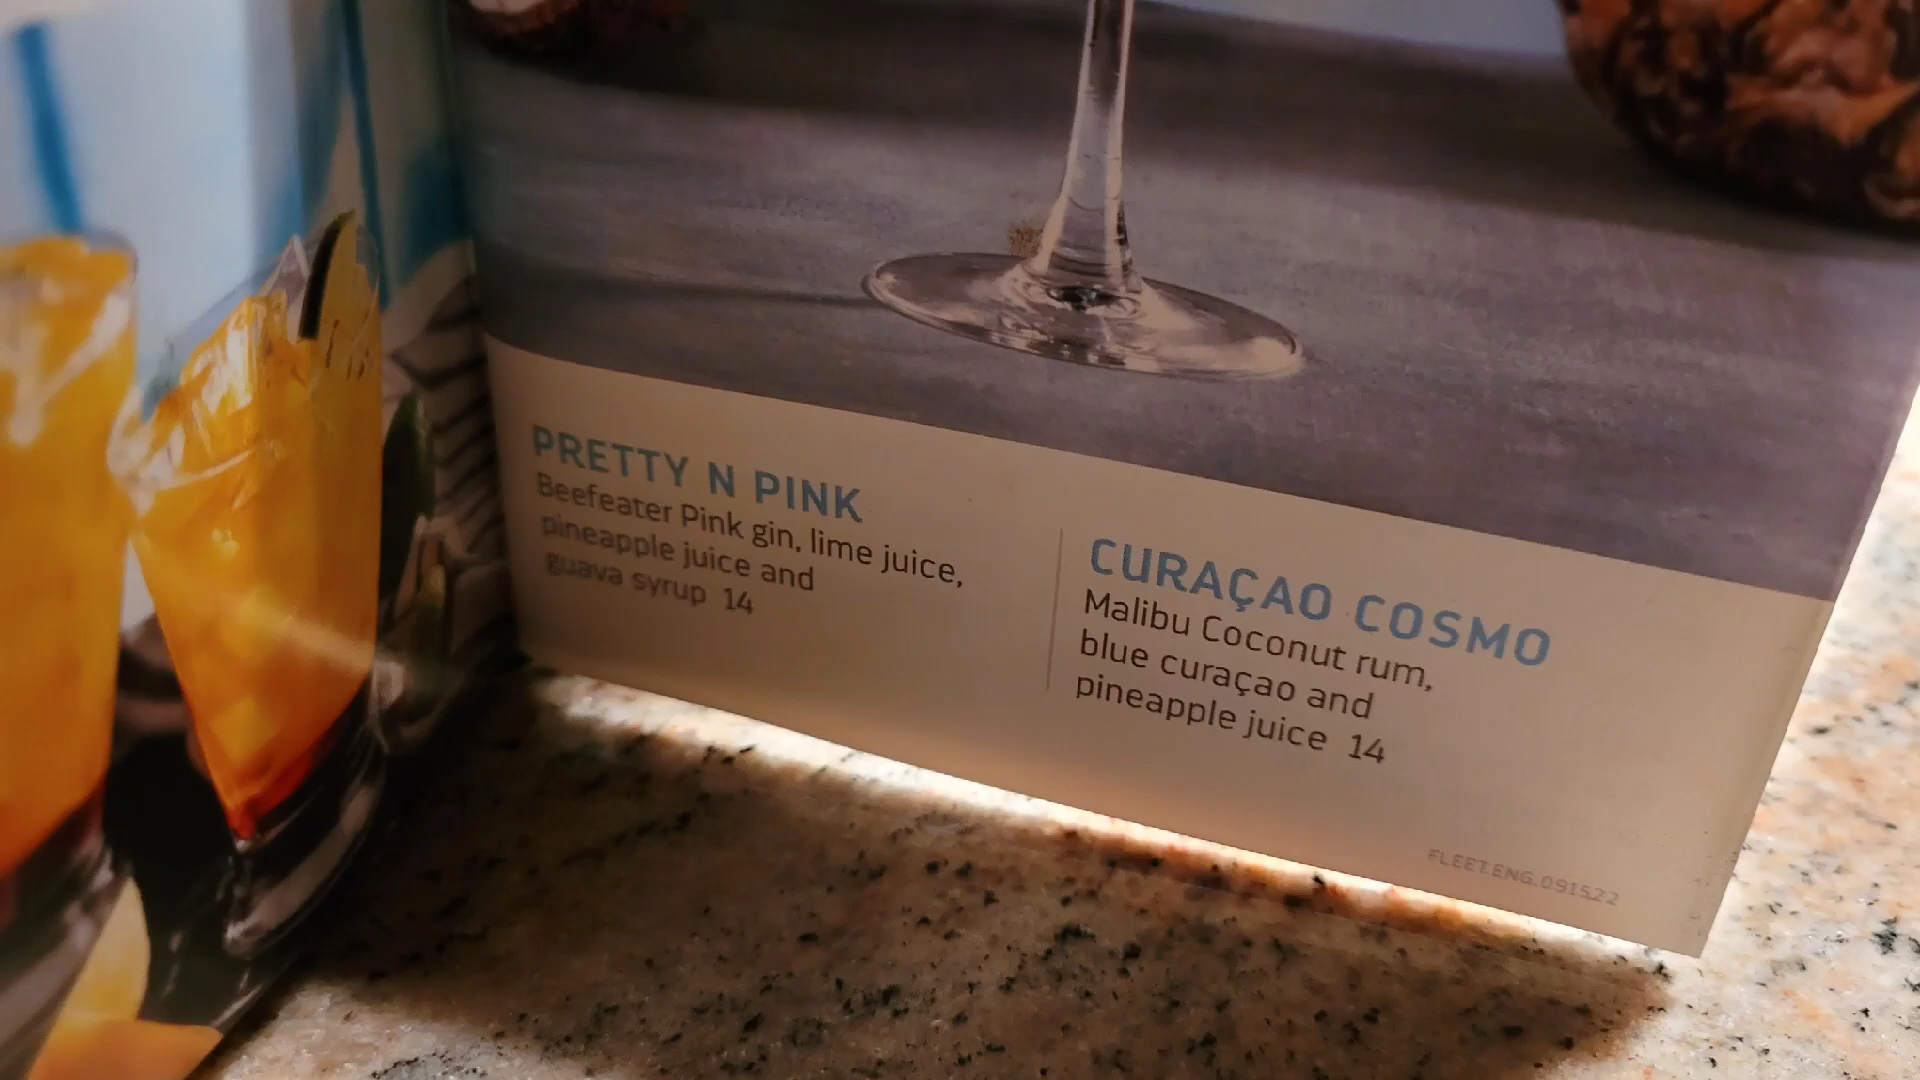 PRETTY N PINK
Beefeater Pink gin, lime juice,
pineapple juice and
guava syrup 14
CURAÇAO COSMO
Malibu Coconut rum,
blue curaçao and
pineapple juice 14
FLEET.ENG.091522